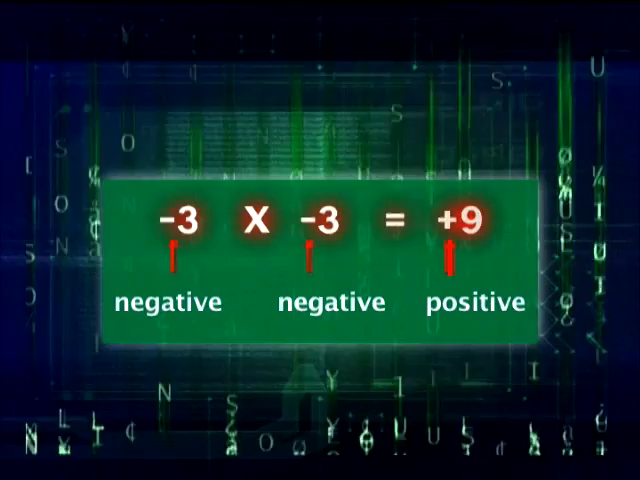 -3 X -3 = +9
negative negative positive